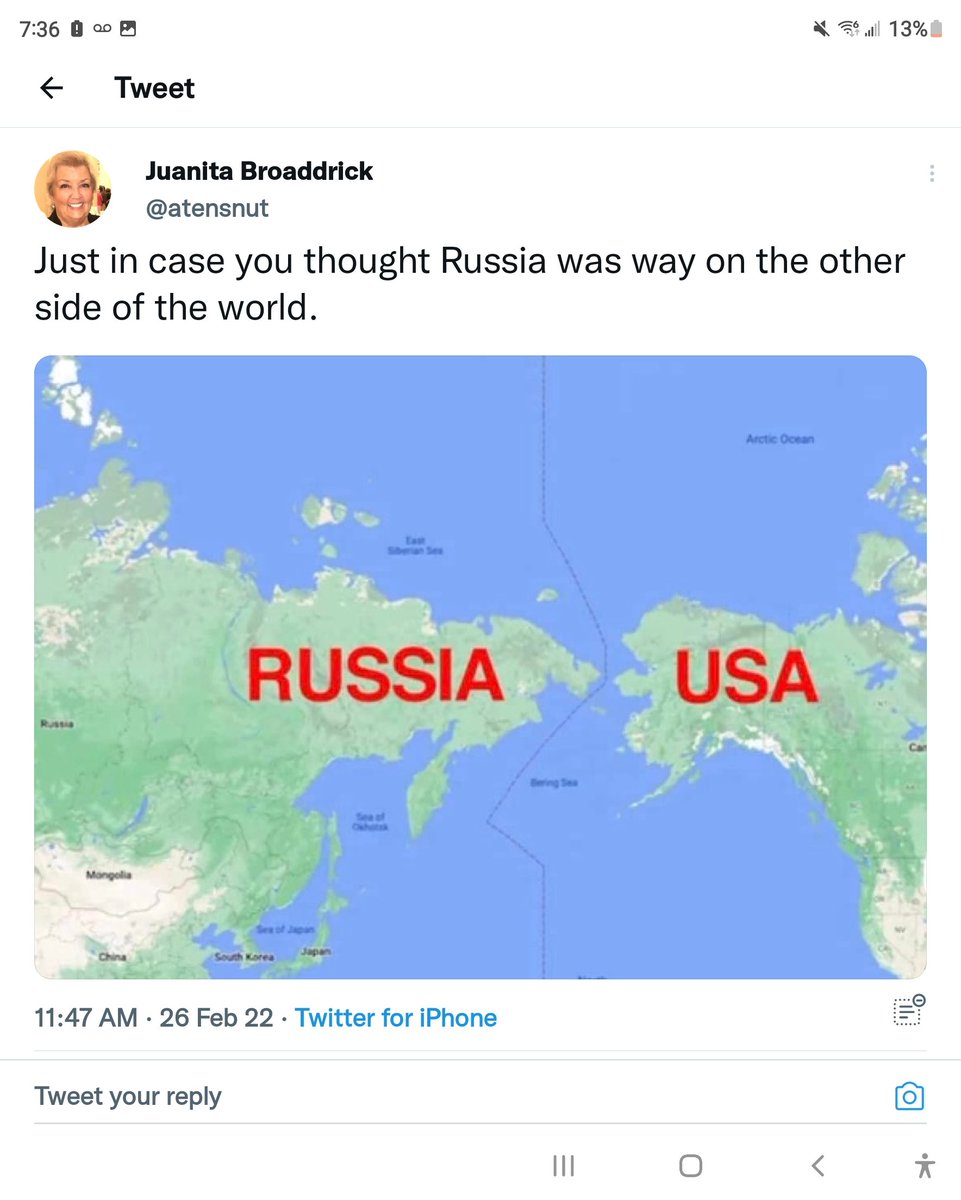 7:36
13%
Tweet
Juanita Broaddrick
@atensnut
Just in case you thought Russia was way on the other
side of the world.
Arctic Ocean
East
Siberian Sea
RUSSIA
USA
Russia
Can
Bering Sea
Sea of
Okhotsk
Mongolia
NV
Sea of Japan
CA
Japan
China
South Korea
11:47 AM · 26 Feb 22 · Twitter for iPhone
Tweet your reply